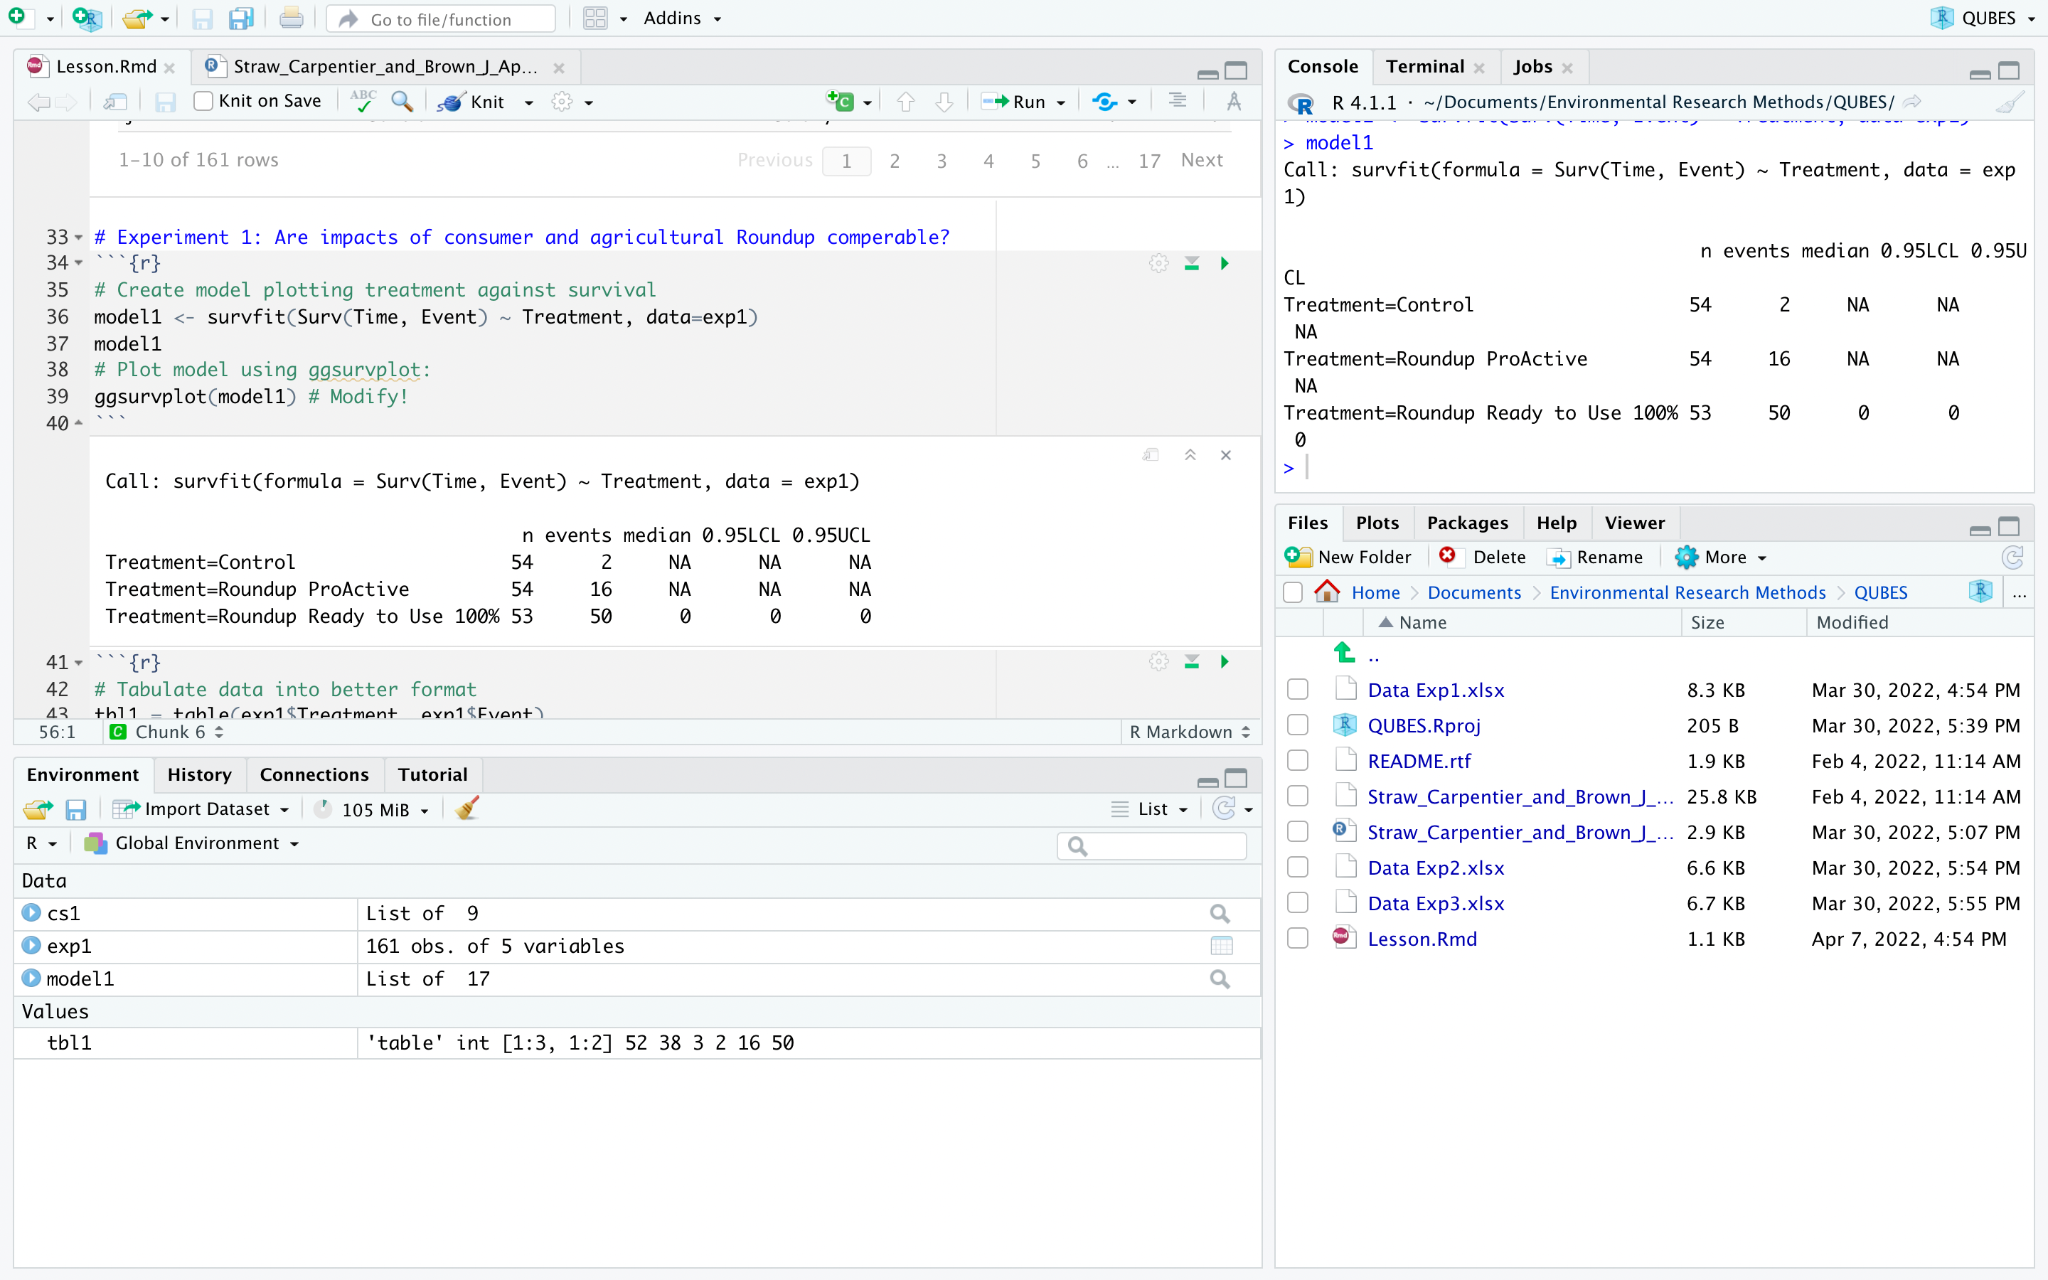 Go to file/function
Addins
QUBES
Lesson.Rmd
Straw_Carpentier_and_Brown_J_Ap...
Knit on Save
ABC
Knit
Run
1-10 of 161 rows
Previous 1 2 3 4 5 6 ... 17 Next
33 # Experiment 1: Are impacts of consumer and agricultural Roundup comperable?
34 ```{r}
35 # Create model plotting treatment against survival
36 model1 <- survfit(Surv(Time, Event) ~ Treatment, data=exp1)
37 model1
38 # Plot model using ggsurvplot:
39 ggsurvplot(model1) # Modify!
40 ```
Call: survfit(formula = Surv(Time, Event) ~ Treatment, data = exp1)
n events median 0.95LCL 0.95UCL
Treatment=Control 54 2 NA NA NA
Treatment=Roundup ProActive 54 16 NA NA NA
Treatment=Roundup Ready to Use 100% 53 50 0 0 0
41 ```{r}
42 # Tabulate data into better format
43 tbl1 = table(exp1$Treatment, exp1$Event)
56:1 C Chunk 6 R Markdown
Environment History Connections Tutorial
Import Dataset 105 MiB List
R Global Environment
Data
cs1 List of 9
exp1 161 obs. of 5 variables
model1 List of 17
Values
tbl1 'table' int [1:3, 1:2] 52 38 3 2 16 50
Console Terminal Jobs
R 4.1.1 · ~/Documents/Environmental Research Methods/QUBES/
> model1
Call: survfit(formula = Surv(Time, Event) ~ Treatment, data = exp
1)
n events median 0.95LCL 0.95U
CL
Treatment=Control 54 2 NA NA
NA
Treatment=Roundup ProActive 54 16 NA NA
NA
Treatment=Roundup Ready to Use 100% 53 50 0 0
0
>
Files Plots Packages Help Viewer
New Folder Delete Rename More
Home Documents Environmental Research Methods QUBES ...
Name Size Modified
..
Data Exp1.xlsx 8.3 KB Mar 30, 2022, 4:54 PM
QUBES.Rproj 205 B Mar 30, 2022, 5:39 PM
README.rtf 1.9 KB Feb 4, 2022, 11:14 AM
Straw_Carpentier_and_Brown_J_... 25.8 KB Feb 4, 2022, 11:14 AM
Straw_Carpentier_and_Brown_J_... 2.9 KB Mar 30, 2022, 5:07 PM
Data Exp2.xlsx 6.6 KB Mar 30, 2022, 5:54 PM
Data Exp3.xlsx 6.7 KB Mar 30, 2022, 5:55 PM
Lesson.Rmd 1.1 KB Apr 7, 2022, 4:54 PM